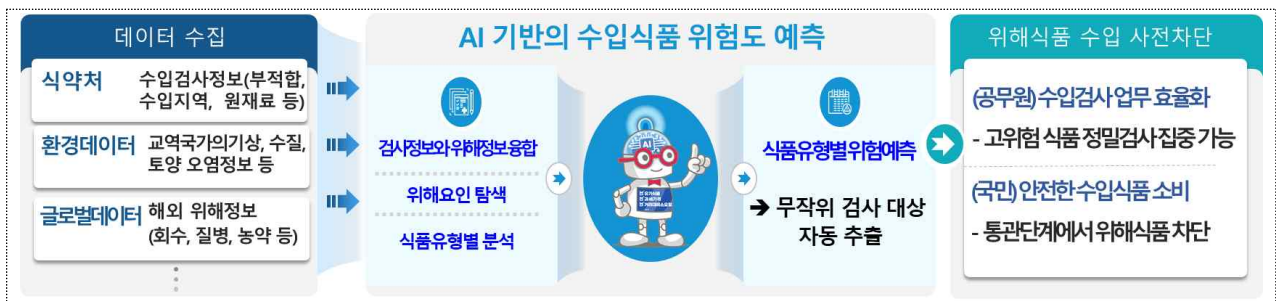 데이터 수집
식약처
수입검사정보(부적합,
수입지역, 원재료 등)
환경데이터
교역국가의기상, 수질,
토양 오염정보 등
글로벌데이터
해외 위해정보
(회수, 질병, 농약 등)
AI 기반의 수입식품 위험도 예측
검사정보와 위해정보 융합
위해요인 탐색
식품유형별 분석
AI
식품유형별 위험예측
➔ 무작위 검사 대상
자동 추출
위해식품 수입 사전차단
(공무원) 수입검사 업무 효율화
- 고위험 식품 정밀검사 집중 가능
(국민) 안전한 수입식품 소비
- 통관단계에서 위해식품 차단